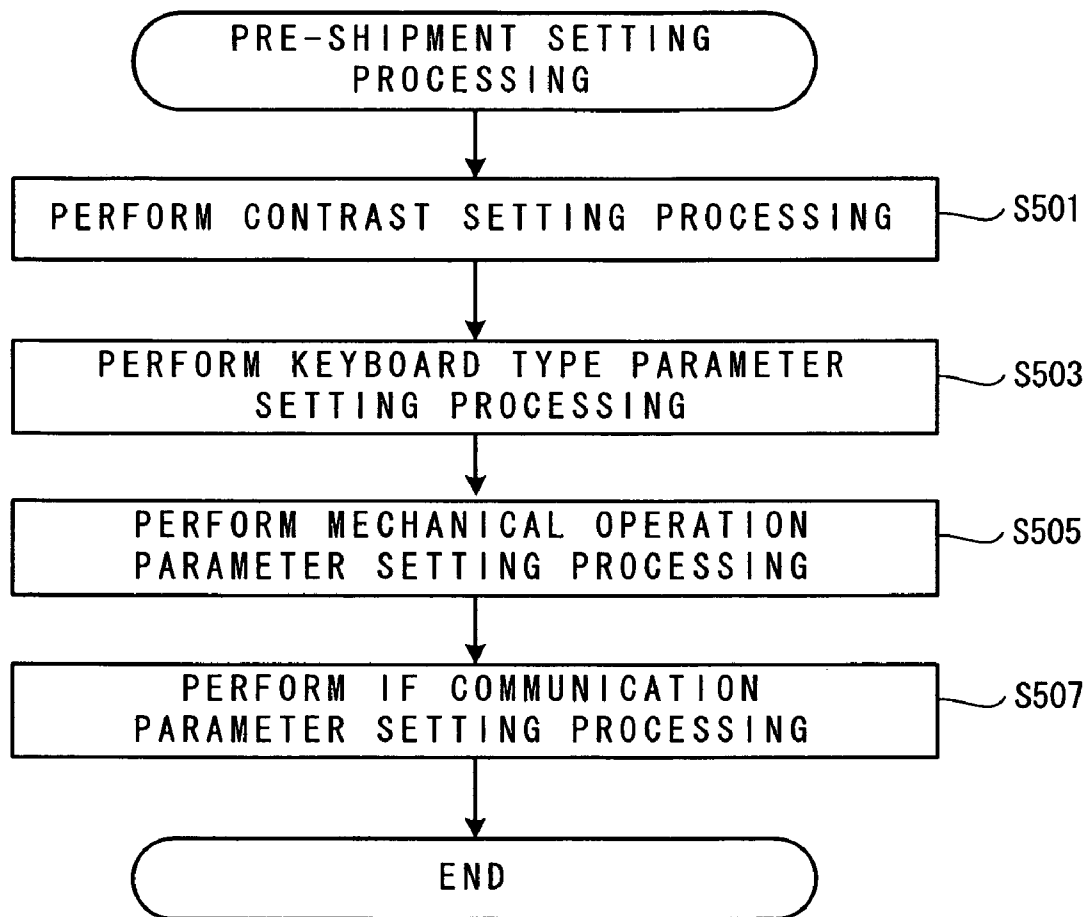 PRE-SHIPMENT SETTING
PROCESSING
PERFORM CONTRAST SETTING PROCESSING
S501
PERFORM KEYBOARD TYPE PARAMETER
SETTING PROCESSING
S503
PERFORM MECHANICAL OPERATION
PARAMETER SETTING PROCESSING
S505
PERFORM IF COMMUNICATION
PARAMETER SETTING PROCESSING
S507
END